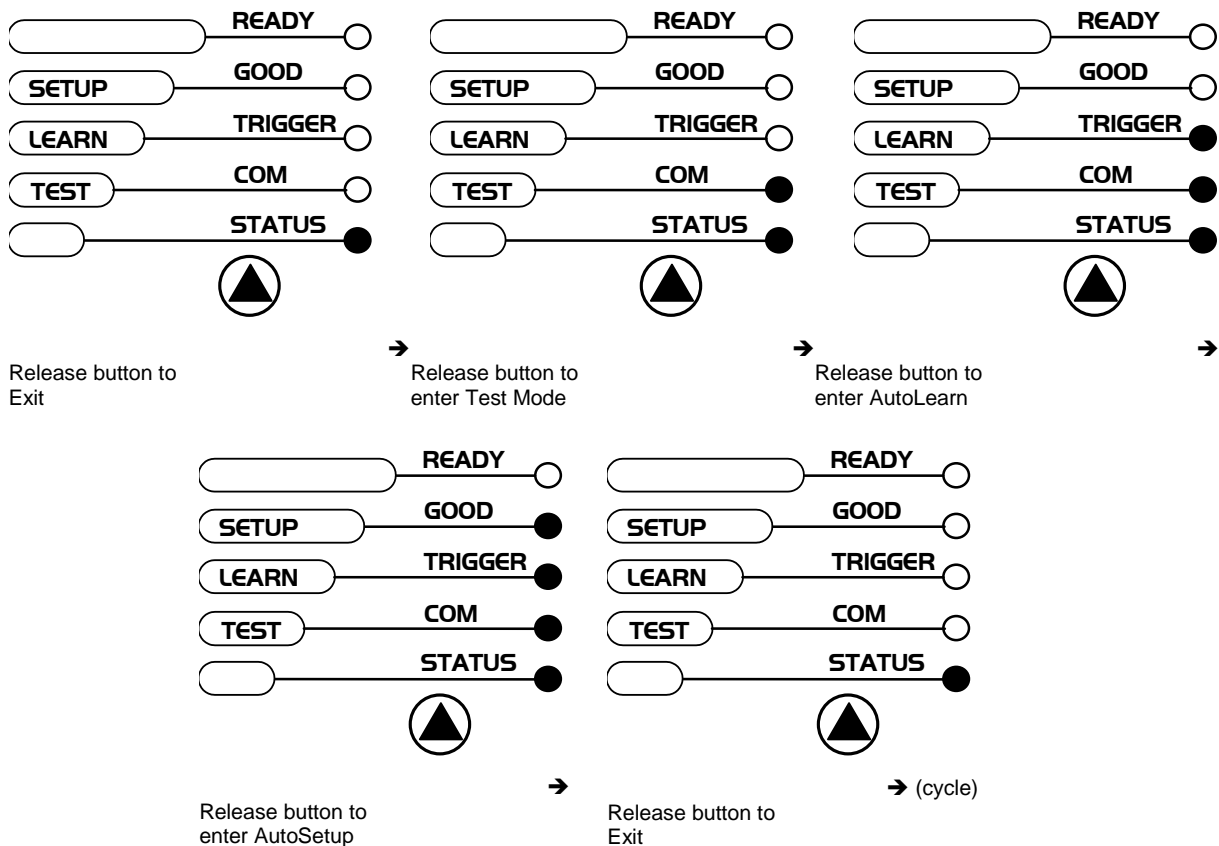 READY
GOOD
SETUP
TRIGGER
LEARN
COM
TEST
STATUS
➔
Release button to
Exit
READY
GOOD
SETUP
TRIGGER
LEARN
COM
TEST
STATUS
➔
Release button to
enter Test Mode
READY
GOOD
SETUP
TRIGGER
LEARN
COM
TEST
STATUS
➔
Release button to
enter AutoLearn
READY
GOOD
SETUP
TRIGGER
LEARN
COM
TEST
STATUS
➔
Release button to
enter AutoSetup
READY
GOOD
SETUP
TRIGGER
LEARN
COM
TEST
STATUS
➔ (cycle)
Release button to
Exit